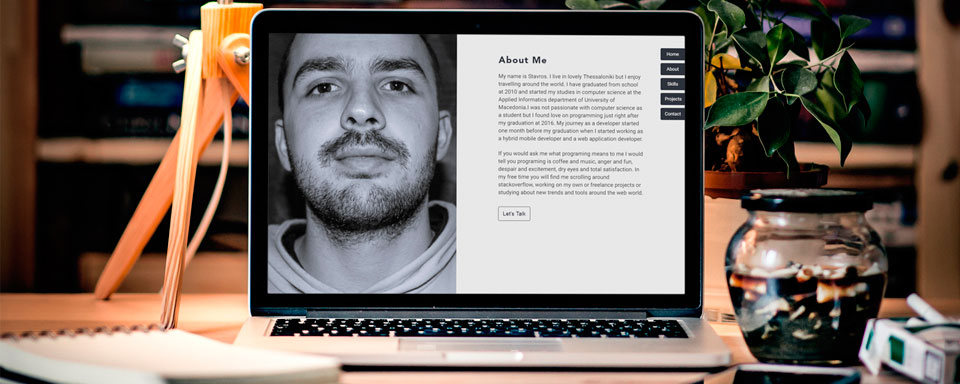 About Me
My name is Stavros. I live in lovely Thessaloniki but I enjoy
travelling around the world. I have graduated from school
at 2010 and started my studies in computer science at the
Applied Informatics department of University of
Macedonia.I was not passionate with computer science as
a student but I found love on programming just right after
my graduation at 2016. My journey as a developer started
one month before my graduation when I started working as
a hybrid mobile developer and a web application developer.
If you would ask me what programing means to me I would
tell you programing is coffee and music, anger and fun,
despair and excitement, dry eyes and total satisfaction. In
my free time you will find me scrolling around
stackoverflow, working on my own or freelance projects or
studying about new trends and tools around the web world.
Let's Talk
Home
About
Skills
Projects
Contact